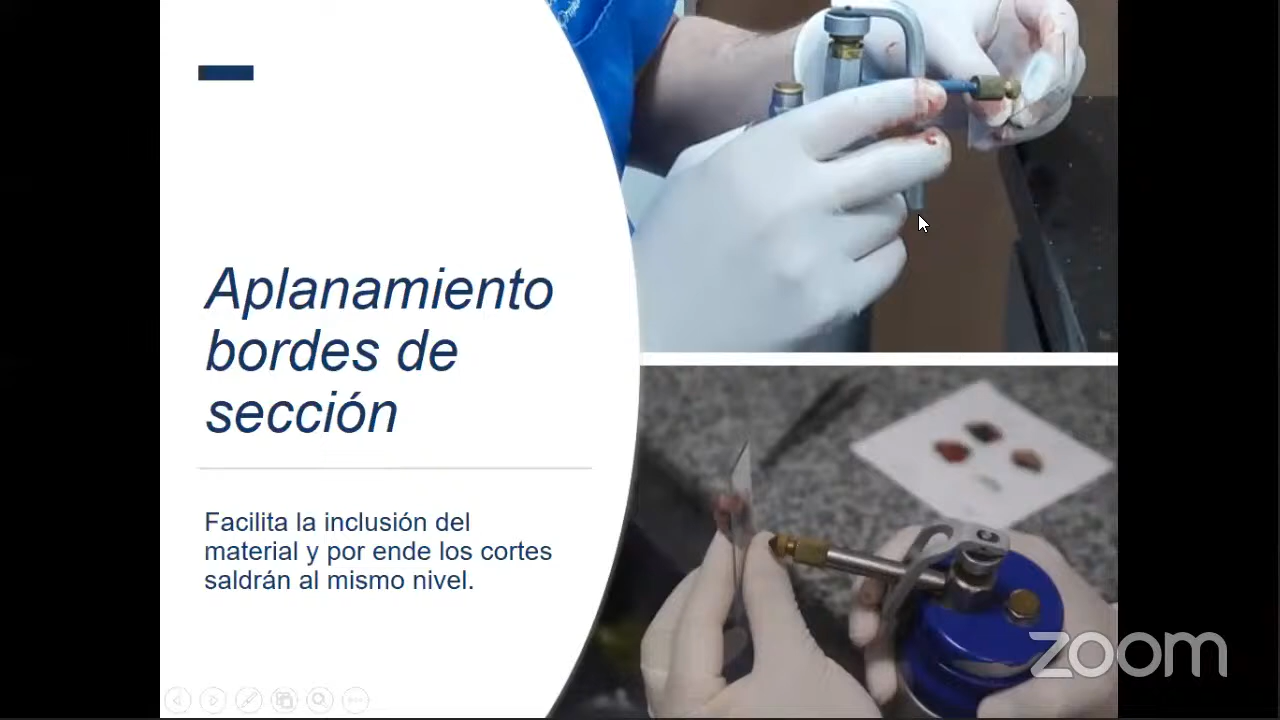 Aplanamiento
bordes de
sección
Facilita la inclusión del
material y por ende los cortes
saldrán al mismo nivel.
zoom